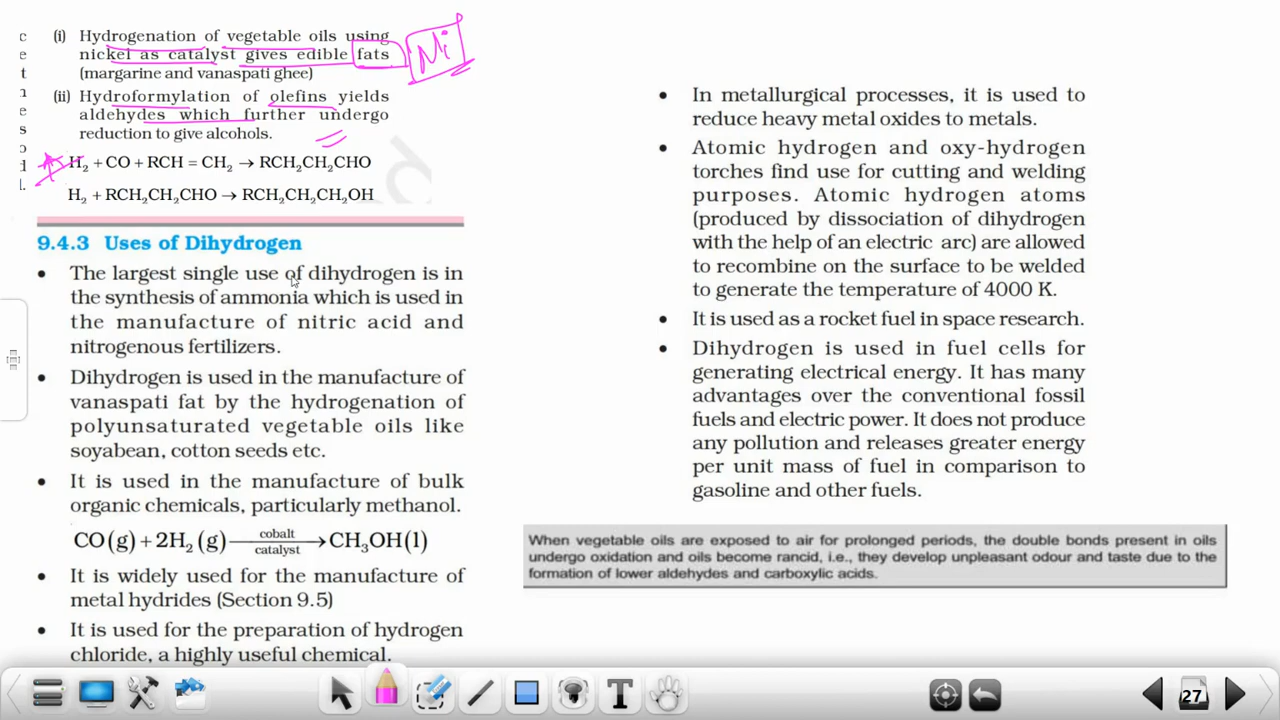 c
e
t
n
e
s
o
l
l.
(i) Hydrogenation of vegetable oils using
nickel as catalyst gives edible fats
(margarine and vanaspati ghee)
Ni
(ii) Hydroformylation of olefins yields
aldehydes which further undergo
reduction to give alcohols.
H₂ + CO + RCH = CH₂ → RCH₂CH₂CHO
H₂ + RCH₂CH₂CHO → RCH₂CH₂CH₂OH
9.4.3 Uses of Dihydrogen
• The largest single use of dihydrogen is in
the synthesis of ammonia which is used in
the manufacture of nitric acid and
nitrogenous fertilizers.
• Dihydrogen is used in the manufacture of
vanaspati fat by the hydrogenation of
polyunsaturated vegetable oils like
soyabean, cotton seeds etc.
• It is used in the manufacture of bulk
organic chemicals, particularly methanol.
cobalt
CO(g) + 2H₂(g) → CH₃OH(l)
catalyst
• It is widely used for the manufacture of
metal hydrides (Section 9.5)
• It is used for the preparation of hydrogen
chloride, a highly useful chemical.
• In metallurgical processes, it is used to
reduce heavy metal oxides to metals.
• Atomic hydrogen and oxy-hydrogen
torches find use for cutting and welding
purposes. Atomic hydrogen atoms
(produced by dissociation of dihydrogen
with the help of an electric arc) are allowed
to recombine on the surface to be welded
to generate the temperature of 4000 K.
• It is used as a rocket fuel in space research.
• Dihydrogen is used in fuel cells for
generating electrical energy. It has many
advantages over the conventional fossil
fuels and electric power. It does not produce
any pollution and releases greater energy
per unit mass of fuel in comparison to
gasoline and other fuels.
When vegetable oils are exposed to air for prolonged periods, the double bonds present in oils
undergo oxidation and oils become rancid, i.e., they develop unpleasant odour and taste due to the
formation of lower aldehydes and carboxylic acids.
T
27